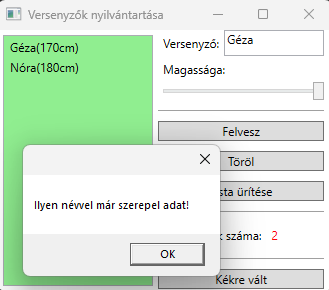 Versenyzők nyilvántartása
Géza(170cm)
Nóra(180cm)
Versenyző: Géza
Magassága:
Felvesz
Töröl
sta ürítése
k száma: 2
Kékre vált
Ilyen névvel már szerepel adat!
OK